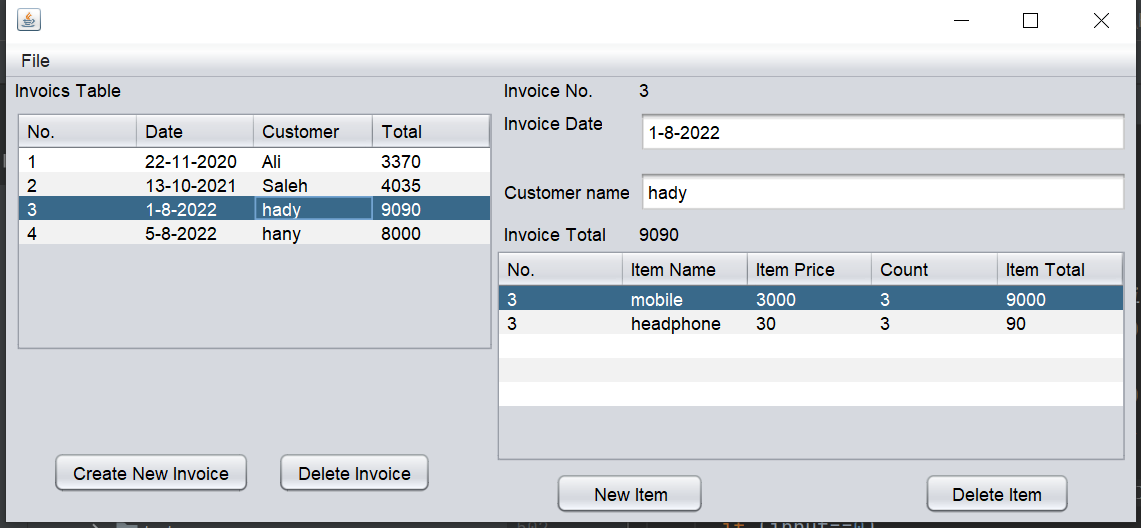 File
Invoics Table
No. Date Customer Total
1 22-11-2020 Ali 3370
2 13-10-2021 Saleh 4035
3 1-8-2022 hady 9090
4 5-8-2022 hany 8000
Create New Invoice Delete Invoice
Invoice No. 3
Invoice Date 1-8-2022
Customer name hady
Invoice Total 9090
No. Item Name Item Price Count Item Total
3 mobile 3000 3 9000
3 headphone 30 3 90
New Item Delete Item